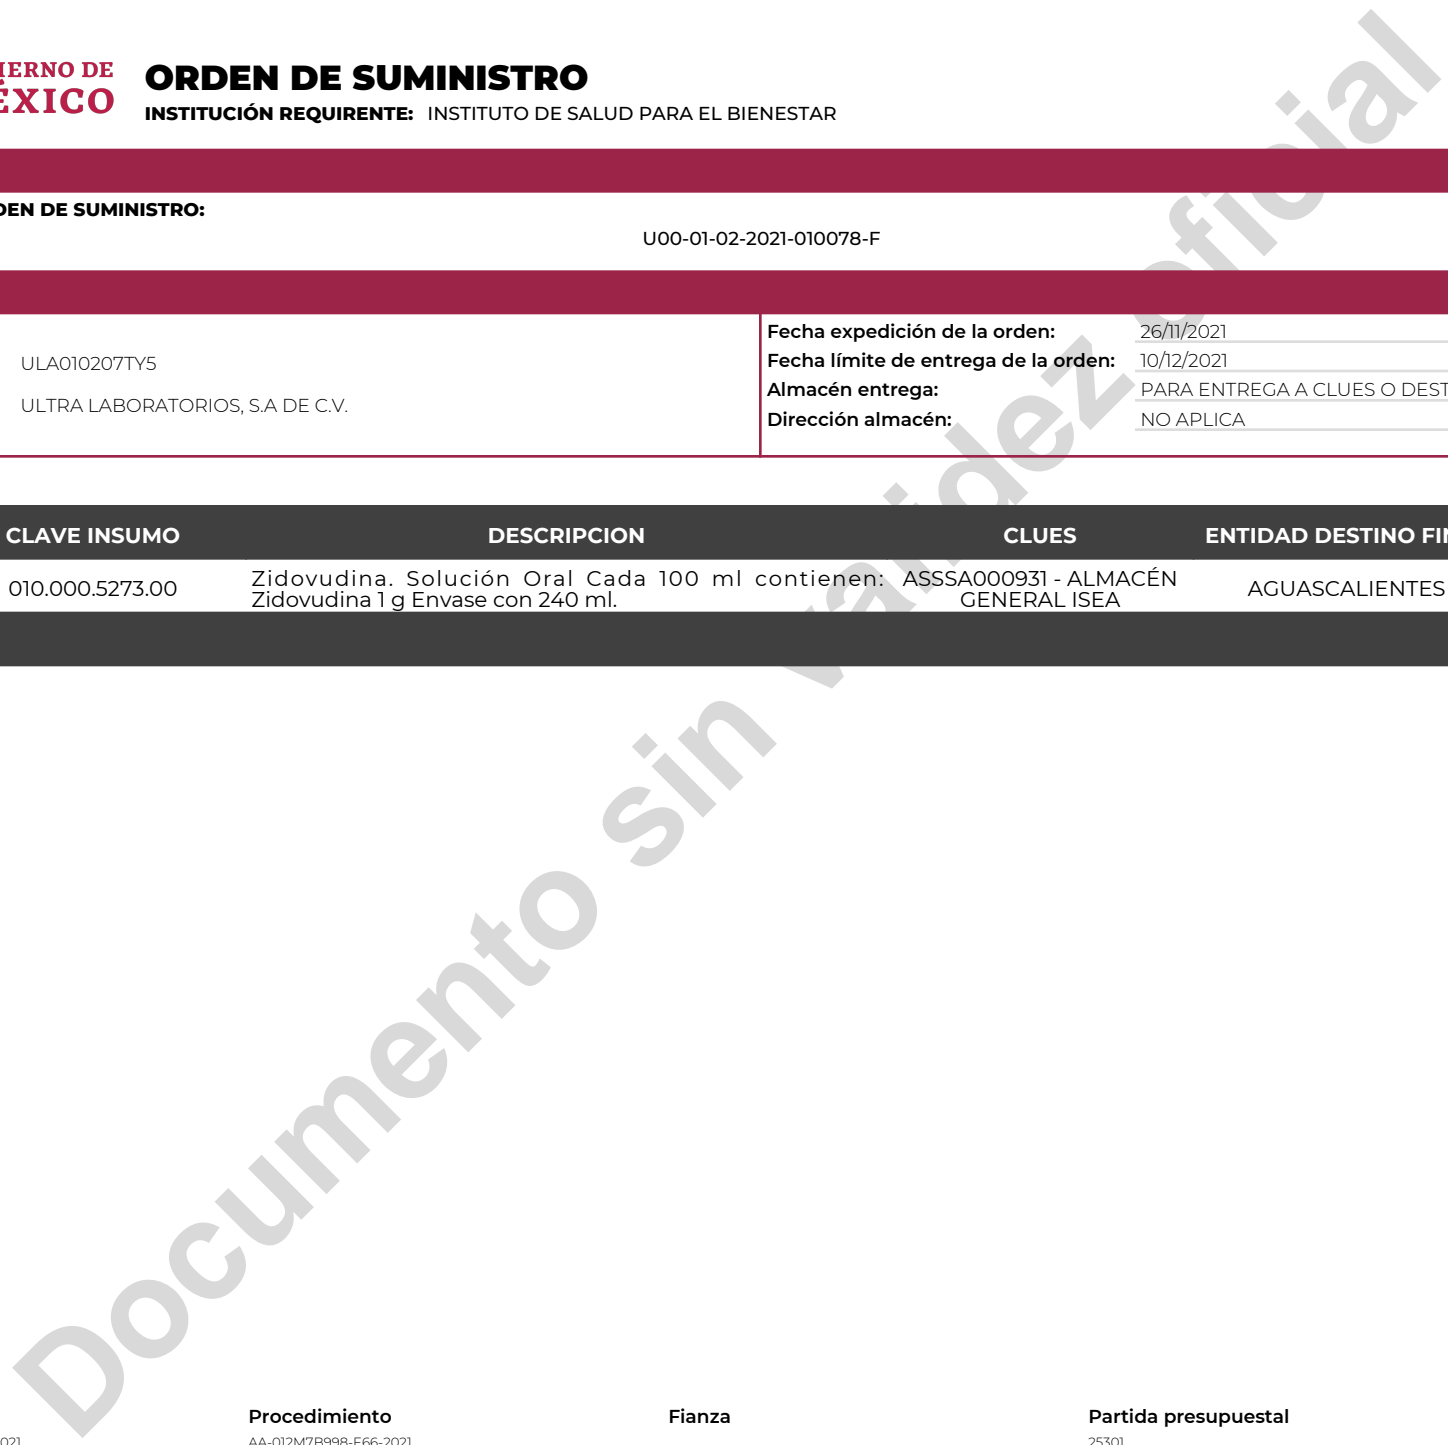 IERNO DE
ÉXICO
ORDEN DE SUMINISTRO
INSTITUCIÓN REQUIRENTE: INSTITUTO DE SALUD PARA EL BIENESTAR
DEN DE SUMINISTRO:
U00-01-02-2021-010078-F
ULA010207TY5
ULTRA LABORATORIOS, S.A DE C.V.
Fecha expedición de la orden: 26/11/2021
Fecha límite de entrega de la orden: 10/12/2021
Almacén entrega: PARA ENTREGA A CLUES O DEST
Dirección almacén: NO APLICA
CLAVE INSUMO DESCRIPCION CLUES ENTIDAD DESTINO FIN
010.000.5273.00
Zidovudina. Solución Oral Cada 100 ml contienen:
Zidovudina 1 g Envase con 240 ml.
ASSSA000931 - ALMACÉN
GENERAL ISEA
AGUASCALIENTES
Documento sin validez oficial
Procedimiento Fianza Partida presupuestal
021 AA-012M7B998-E66-2021 25301